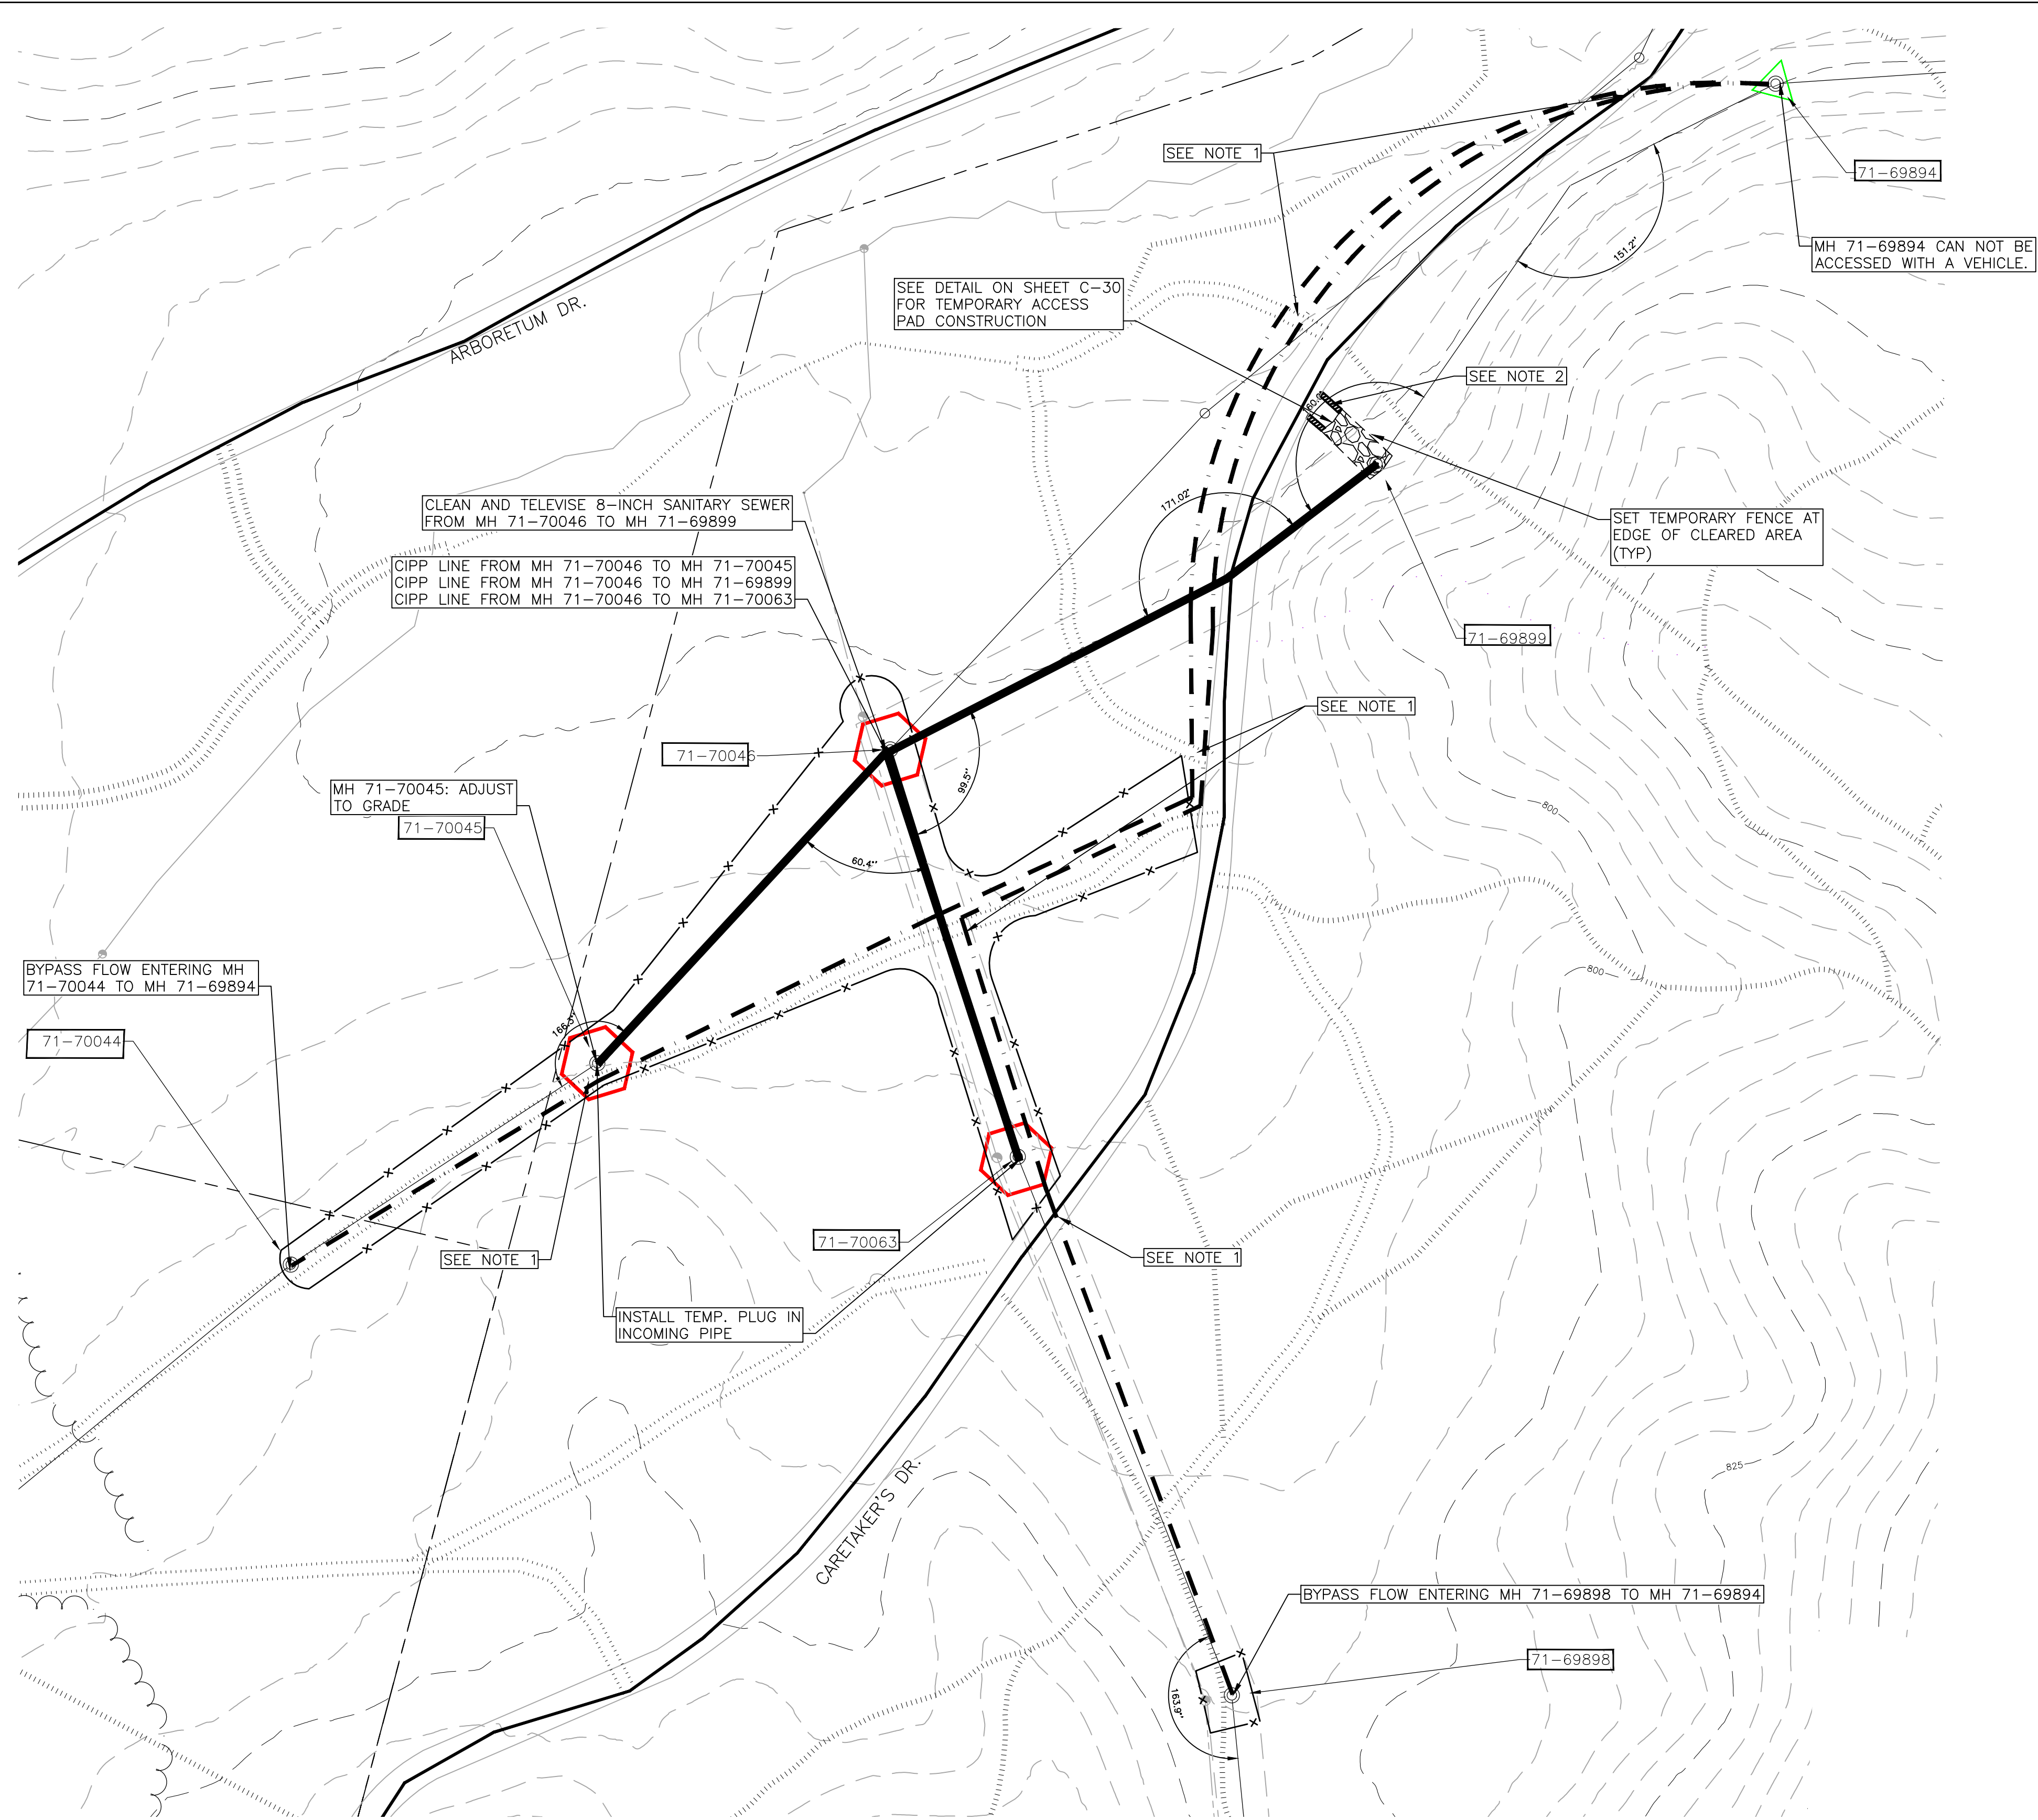 SEE NOTE 1
71-69894
MH 71-69894 CAN NOT BE
ACCESSED WITH A VEHICLE.
151.2°
SEE DETAIL ON SHEET C-30
FOR TEMPORARY ACCESS
PAD CONSTRUCTION
ARBORETUM DR.
SEE NOTE 2
CLEAN AND TELEVISE 8-INCH SANITARY SEWER
FROM MH 71-70046 TO MH 71-69899
171.02°
SET TEMPORARY FENCE AT
EDGE OF CLEARED AREA
(TYP)
CIPP LINE FROM MH 71-70046 TO MH 71-70045
CIPP LINE FROM MH 71-70046 TO MH 71-69899
CIPP LINE FROM MH 71-70046 TO MH 71-70063
71-69899
SEE NOTE 1
71-70046
99.5°
MH 71-70045: ADJUST
TO GRADE
71-70045
800
60.4°
BYPASS FLOW ENTERING MH
71-70044 TO MH 71-69894
800
166.3°
71-70044
71-70063
SEE NOTE 1
SEE NOTE 1
INSTALL TEMP. PLUG IN
INCOMING PIPE
825
CARETAKER'S DR.
BYPASS FLOW ENTERING MH 71-69898 TO MH 71-69894
71-69898
163.9°